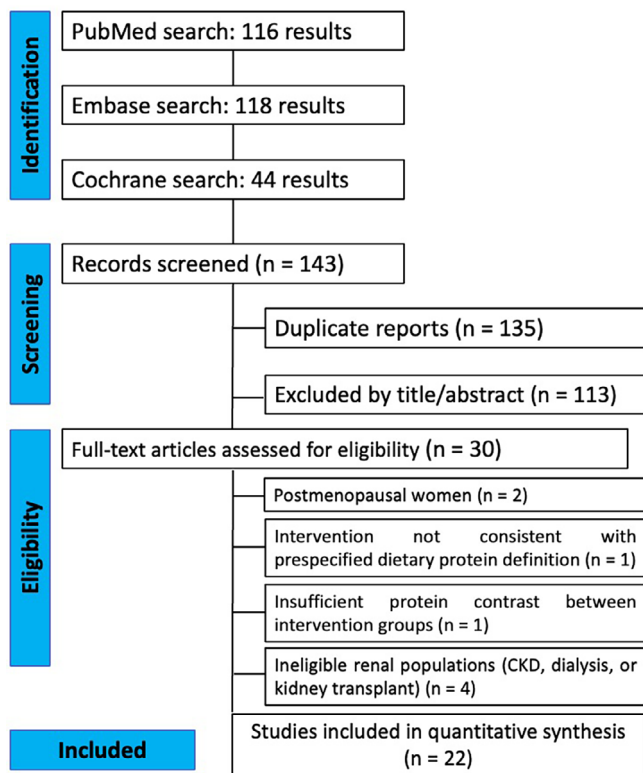 Identification
PubMed search: 116 results
Embase search: 118 results
Cochrane search: 44 results
Screening
Records screened (n = 143)
Duplicate reports (n = 135)
Excluded by title/abstract (n = 113)
Eligibility
Full-text articles assessed for eligibility (n = 30)
Postmenopausal women (n = 2)
Intervention not consistent with
prespecified dietary protein definition (n = 1)
Insufficient protein contrast between
intervention groups (n = 1)
Ineligible renal populations (CKD, dialysis, or
kidney transplant) (n = 4)
Included
Studies included in quantitative synthesis
(n = 22)